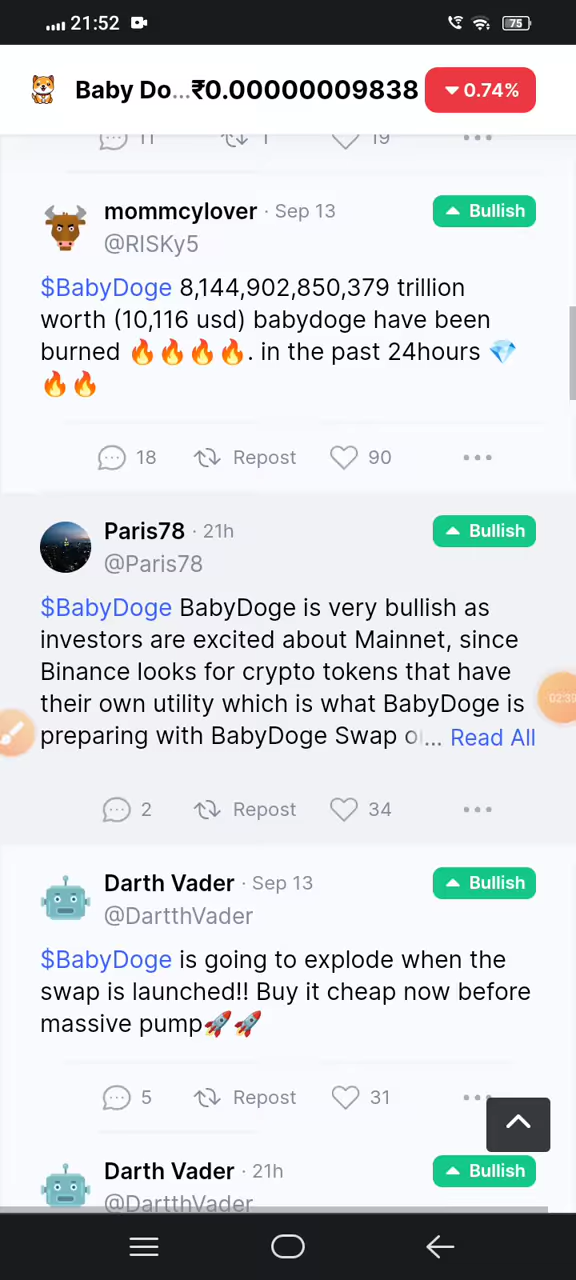 21:52
75
Baby Do...₹0.00000009838
0.74%
11
1
19
mommcylover · Sep 13
Bullish
@RISKy5
$BabyDoge 8,144,902,850,379 trillion
worth (10,116 usd) babydoge have been
burned 🔥🔥🔥🔥. in the past 24hours 💎
🔥🔥
18
Repost
90
Paris78 · 21h
Bullish
@Paris78
$BabyDoge BabyDoge is very bullish as
investors are excited about Mainnet, since
Binance looks for crypto tokens that have
their own utility which is what BabyDoge is
preparing with BabyDoge Swap o... Read All
02:39
2
Repost
34
Darth Vader · Sep 13
Bullish
@DartthVader
$BabyDoge is going to explode when the
swap is launched!! Buy it cheap now before
massive pump🚀🚀
5
Repost
31
Darth Vader · 21h
Bullish
@DartthVader